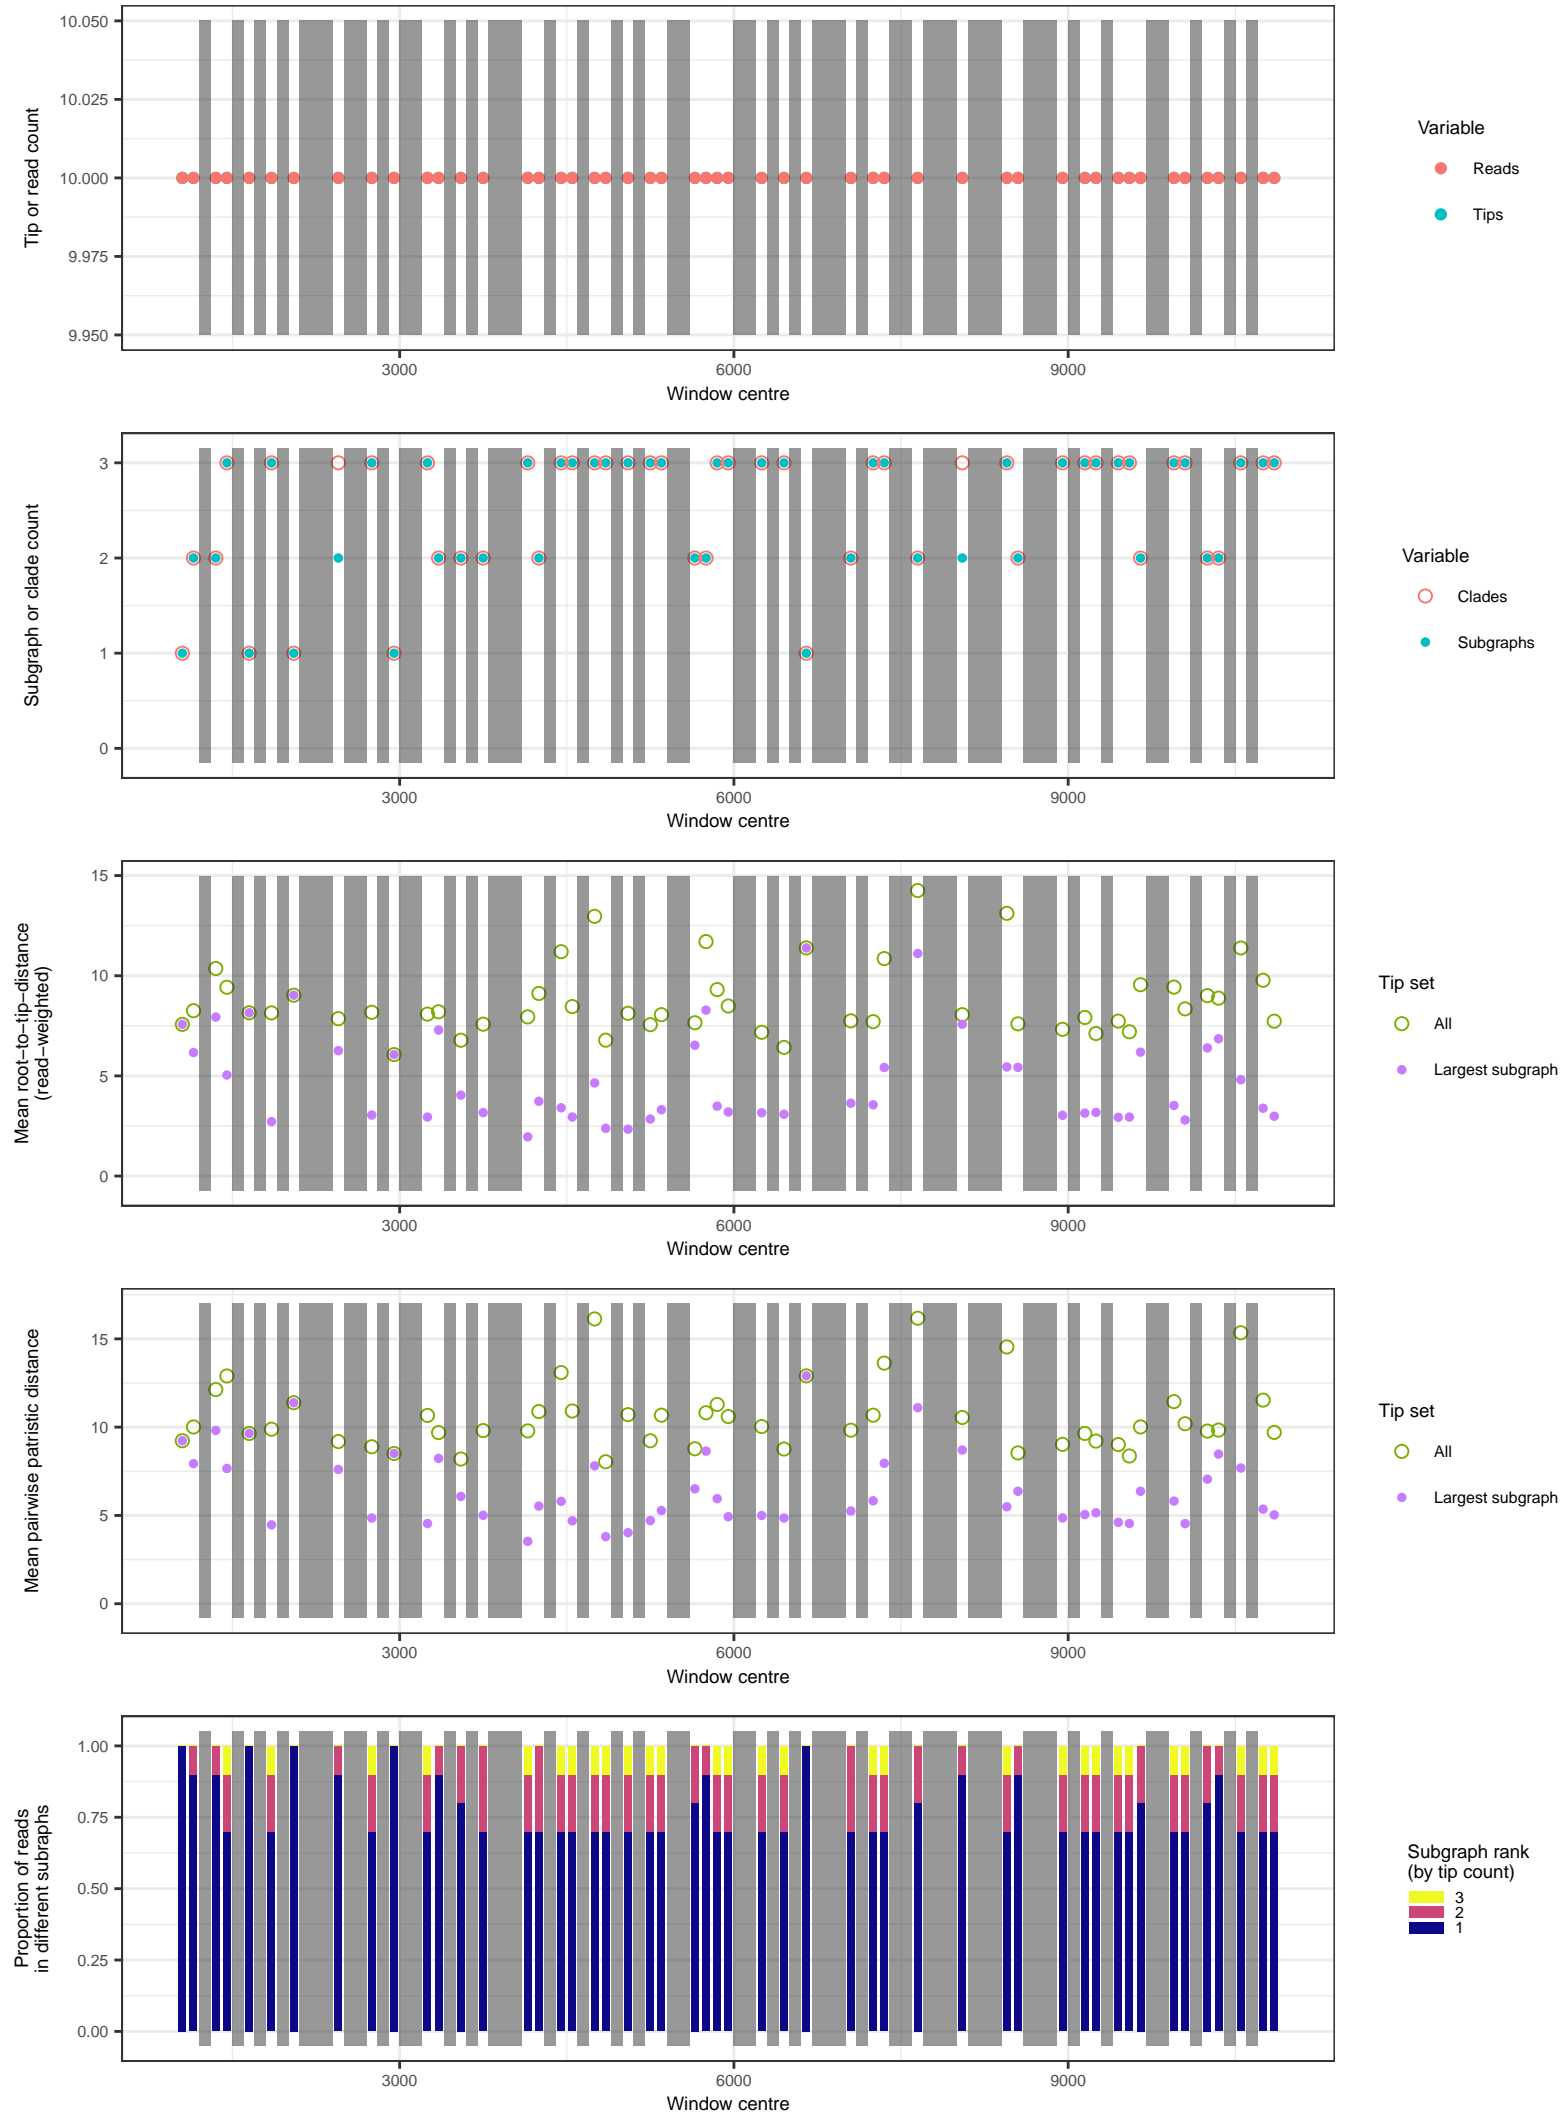 10.050
10.025
10.000
9.975
9.950
Tip or read count
3000
6000
9000
Window centre
Variable
Reads
Tips
3
2
1
0
Subgraph or clade count
3000
6000
9000
Window centre
Variable
Clades
Subgraphs
15
10
5
0
Mean root−to−tip−distance
(read−weighted)
3000
6000
9000
Window centre
Tip set
All
Largest subgraph
15
10
5
0
Mean pairwise patristic distance
3000
6000
9000
Window centre
Tip set
All
Largest subgraph
1.00
0.75
0.50
0.25
0.00
Proportion of reads
in different subraphs
3000
6000
9000
Window centre
Subgraph rank
(by tip count)
3
2
1